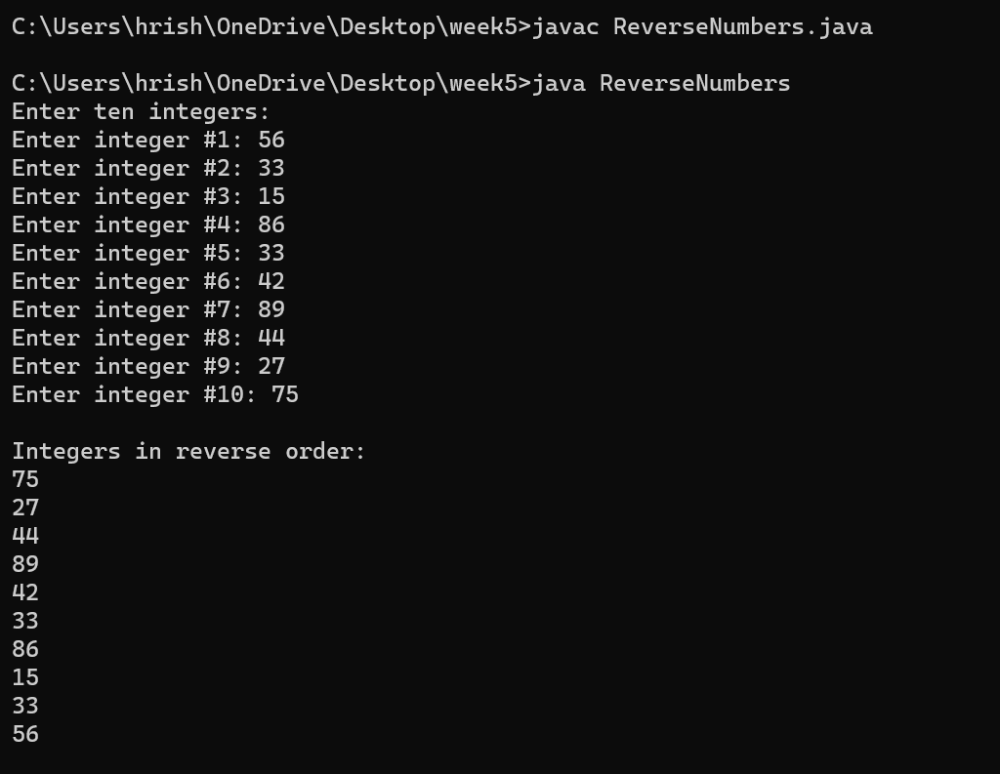 C:\Users\hrish\OneDrive\Desktop\week5>javac ReverseNumbers.java
C:\Users\hrish\OneDrive\Desktop\week5>java ReverseNumbers
Enter ten integers:
Enter integer #1: 56
Enter integer #2: 33
Enter integer #3: 15
Enter integer #4: 86
Enter integer #5: 33
Enter integer #6: 42
Enter integer #7: 89
Enter integer #8: 44
Enter integer #9: 27
Enter integer #10: 75
Integers in reverse order:
75
27
44
89
42
33
86
15
33
56